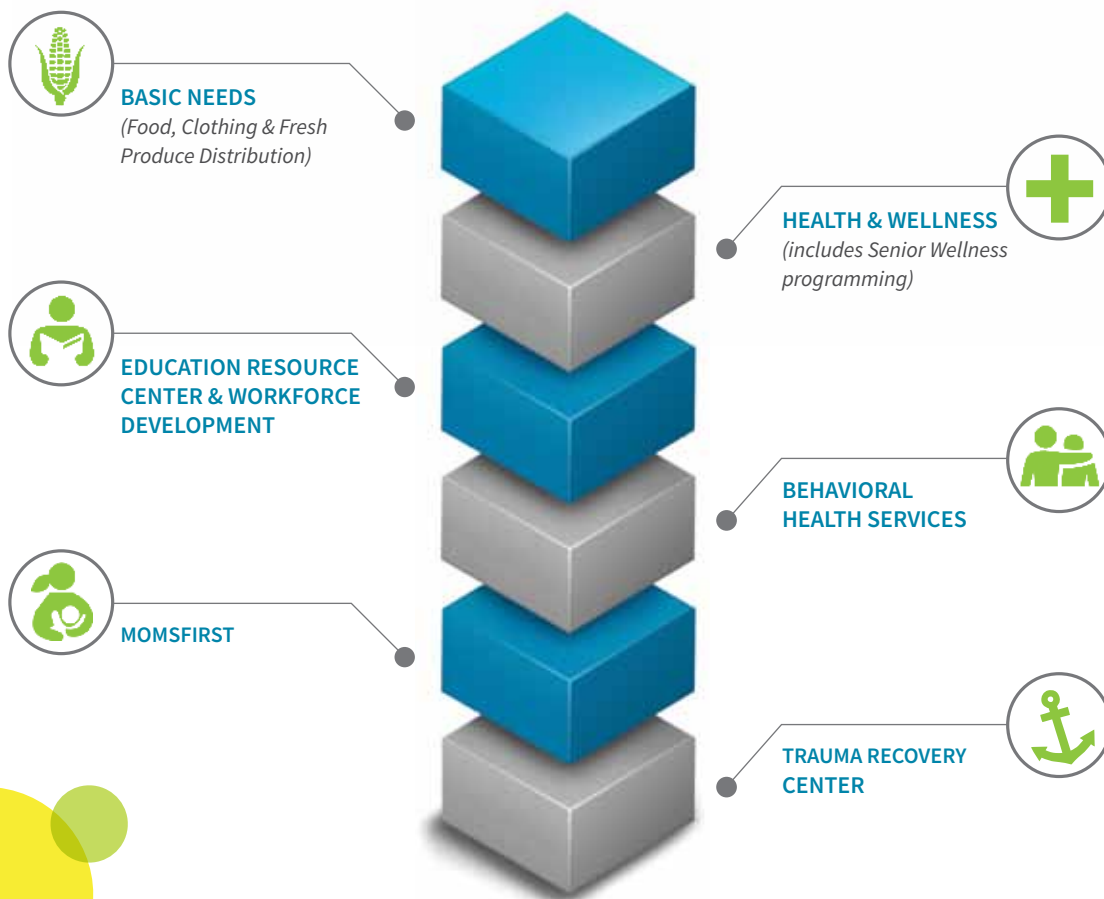 BASIC NEEDS
(Food, Clothing & Fresh
Produce Distribution)
HEALTH & WELLNESS
(includes Senior Wellness
programming)
EDUCATION RESOURCE
CENTER & WORKFORCE
DEVELOPMENT
BEHAVIORAL
HEALTH SERVICES
MOMSFIRST
TRAUMA RECOVERY
CENTER